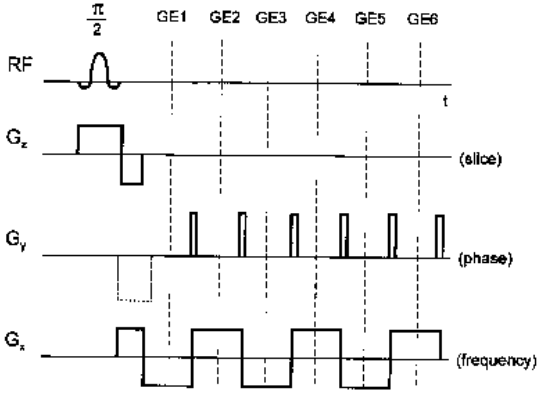 π/2 GE1 GE2 GE3 GE4 GE5 GE6
RF
t
Gz
(slice)
Gy
(phase)
Gx
(frequency)